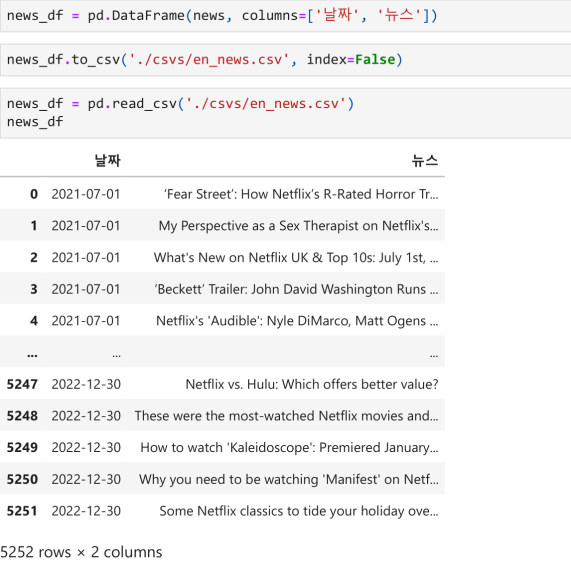 news_df = pd.DataFrame(news, columns=['날짜', '뉴스'])
news_df.to_csv('./csvs/en_news.csv', index=False)
news_df = pd.read_csv('./csvs/en_news.csv')
news_df
날짜 뉴스
0 2021-07-01 ‘Fear Street’: How Netflix’s R-Rated Horror Tr...
1 2021-07-01 My Perspective as a Sex Therapist on Netflix's...
2 2021-07-01 What's New on Netflix UK & Top 10s: July 1st, ...
3 2021-07-01 ‘Beckett’ Trailer: John David Washington Runs ...
4 2021-07-01 Netflix's 'Audible': Nyle DiMarco, Matt Ogens ...
... ... ...
5247 2022-12-30 Netflix vs. Hulu: Which offers better value?
5248 2022-12-30 These were the most-watched Netflix movies and...
5249 2022-12-30 How to watch 'Kaleidoscope': Premiered January...
5250 2022-12-30 Why you need to be watching 'Manifest' on Netf...
5251 2022-12-30 Some Netflix classics to tide your holiday ove...
5252 rows × 2 columns